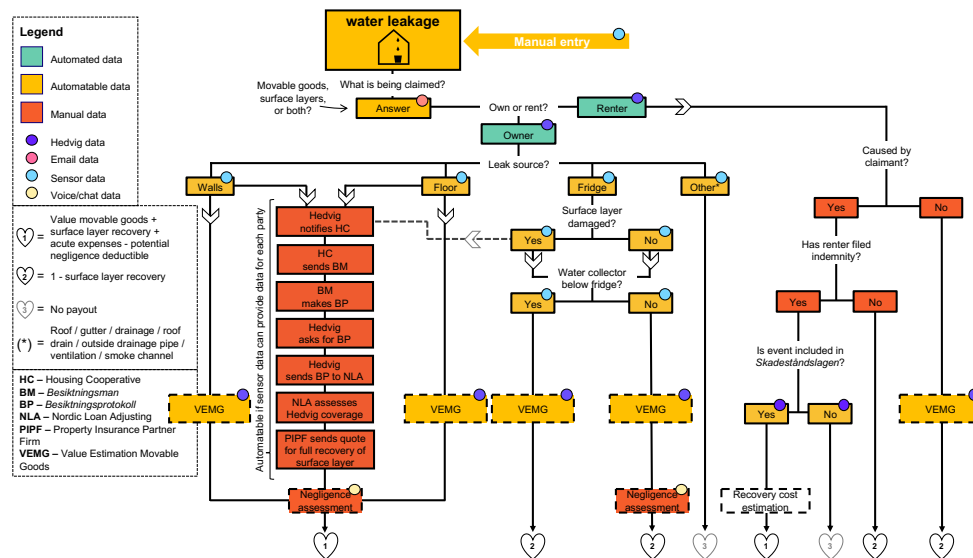 water leakage
Manual entry
Legend
Automated data
Automatable data
Manual data
Hedvig data
Email data
Sensor data
Voice/chat data
1
=
Value movable goods +
surface layer recovery +
acute expenses - potential
negligence deductible
2
=
1 - surface layer recovery
3
=
No payout
(*)
=
Roof / gutter / drainage / roof
drain / outside drainage pipe /
ventilation / smoke channel
HC – Housing Cooperative
BM – Besiktningsman
BP – Besiktningsprotokoll
NLA – Nordic Loan Adjusting
PIPF – Property Insurance Partner
Firm
VEMG – Value Estimation Movable
Goods
What is being claimed?
Movable goods,
surface layers,
or both?
Answer
Own or rent?
Renter
Owner
Leak source?
Walls
Floor
Fridge
Other*
Automatable if sensor data can provide data for each party
Hedvig
notifies HC
HC
sends BM
BM
makes BP
Hedvig
asks for BP
Hedvig
sends BP to NLA
NLA assesses
Hedvig coverage
PIPF sends quote
for full recovery of
surface layer
Negligence
assessment
Surface layer
damaged?
Yes
No
Water collector
below fridge?
Yes
No
VEMG
VEMG
VEMG
VEMG
Negligence
assessment
Caused by
claimant?
Yes
No
Has renter filed
indemnity?
Yes
No
Is event included in
Skadeståndslagen?
Yes
No
VEMG
Recovery cost
estimation
1
2
2
3
1
3
2
2